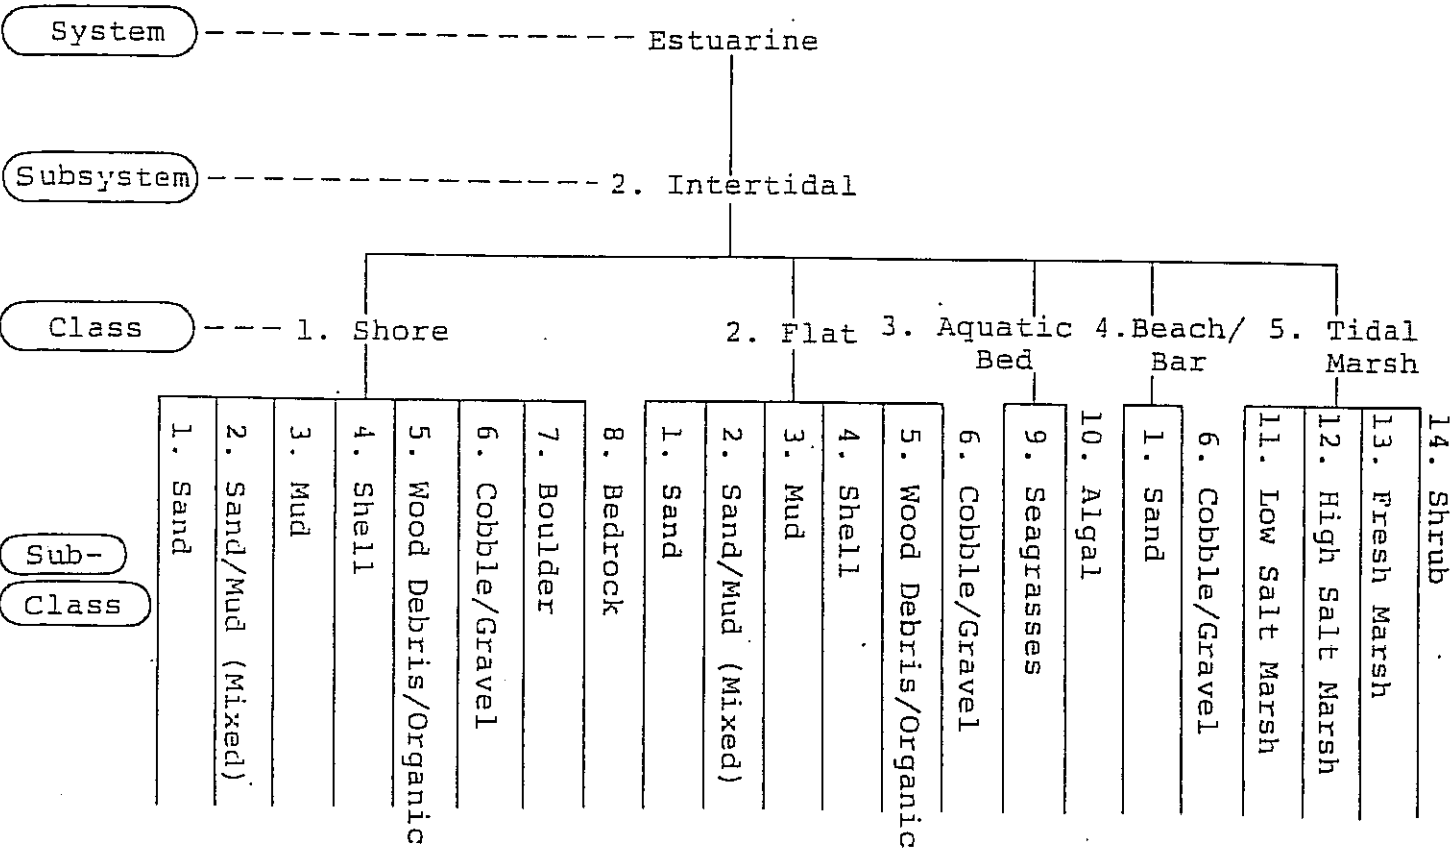 System
Estuarine
Subsystem
2. Intertidal
Class
1. Shore
2. Flat
3. Aquatic
Bed
4.Beach/
Bar
5. Tidal
Marsh
Sub-
Class
1. Sand
2. Sand/Mud (Mixed)
3. Mud
4. Shell
5. Wood Debris/Organic
6. Cobble/Gravel
7. Boulder
8. Bedrock
1. Sand
2. Sand/Mud (Mixed)
3. Mud
4. Shell
5. Wood Debris/Organic
6. Cobble/Gravel
9. Seagrasses
10. Algal
1. Sand
6. Cobble/Gravel
11. Low Salt Marsh
12. High Salt Marsh
13. Fresh Marsh
14. Shrub